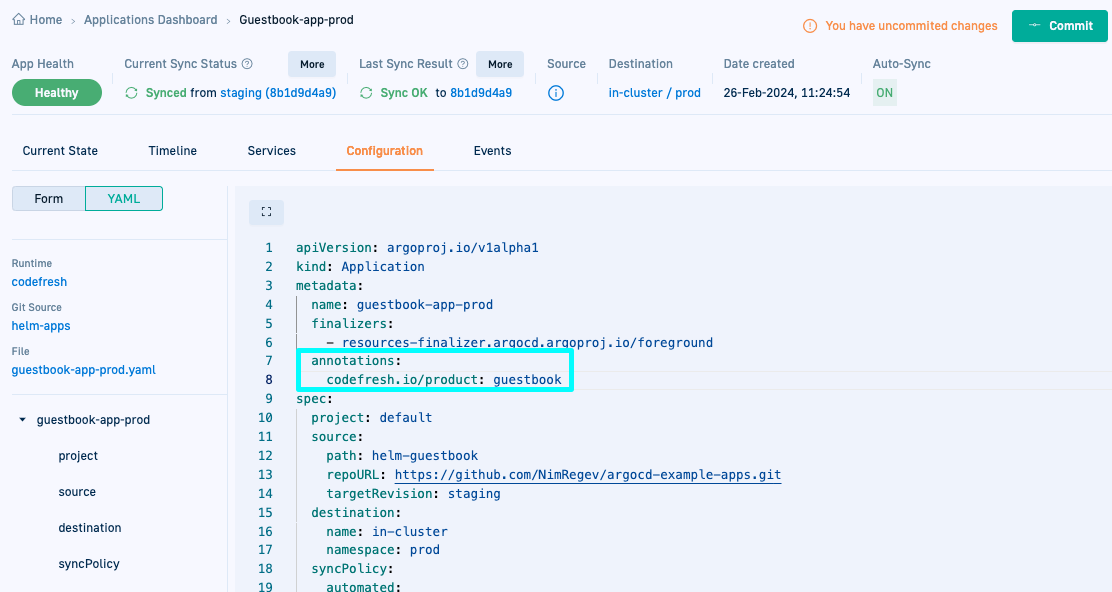 Home > Applications Dashboard > Guestbook-app-prod
You have uncommited changes
Commit
App Health
Healthy
Current Sync Status
More
Synced from staging (8b1d9d4a9)
Last Sync Result
More
Sync OK to 8b1d9d4a9
Source
Destination
in-cluster / prod
Date created
26-Feb-2024, 11:24:54
Auto-Sync
ON
Current State
Timeline
Services
Configuration
Events
Form
YAML
Runtime
codefresh
Git Source
helm-apps
File
guestbook-app-prod.yaml
guestbook-app-prod
project
source
destination
syncPolicy
1 apiVersion: argoproj.io/v1alpha1
2 kind: Application
3 metadata:
4   name: guestbook-app-prod
5   finalizers:
6     - resources-finalizer.argocd.argoproj.io/foreground
7   annotations:
8     codefresh.io/product: guestbook
9 spec:
10   project: default
11   source:
12     path: helm-guestbook
13     repoURL: https://github.com/NimRegev/argocd-example-apps.git
14     targetRevision: staging
15   destination:
16     name: in-cluster
17     namespace: prod
18   syncPolicy:
19     automated: